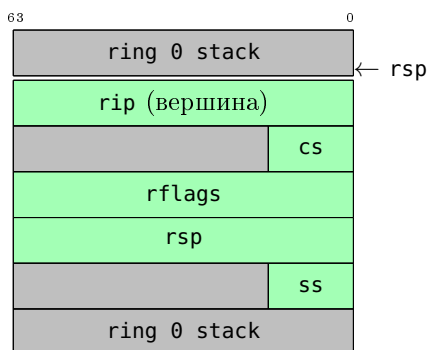 63 0
ring 0 stack
rsp
rip (вершина)
cs
rflags
rsp
ss
ring 0 stack